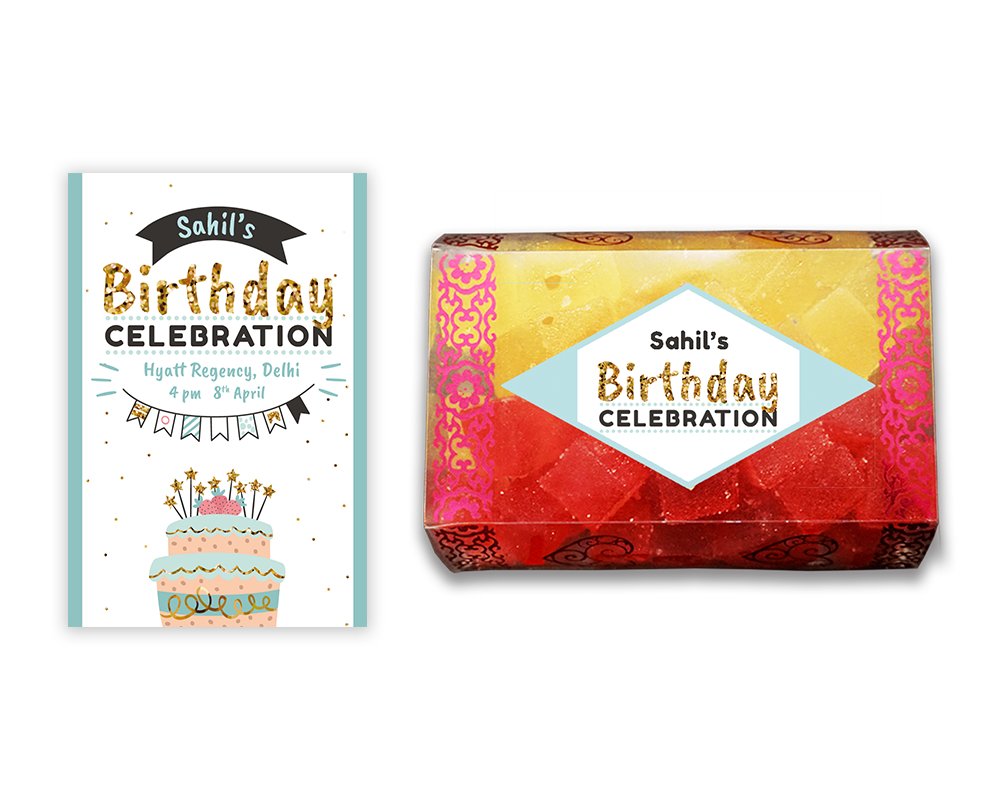 Sahil's
Birthday
CELEBRATION
Hyatt Regency, Delhi
4 pm 8th April
Sahil's
Birthday
CELEBRATION